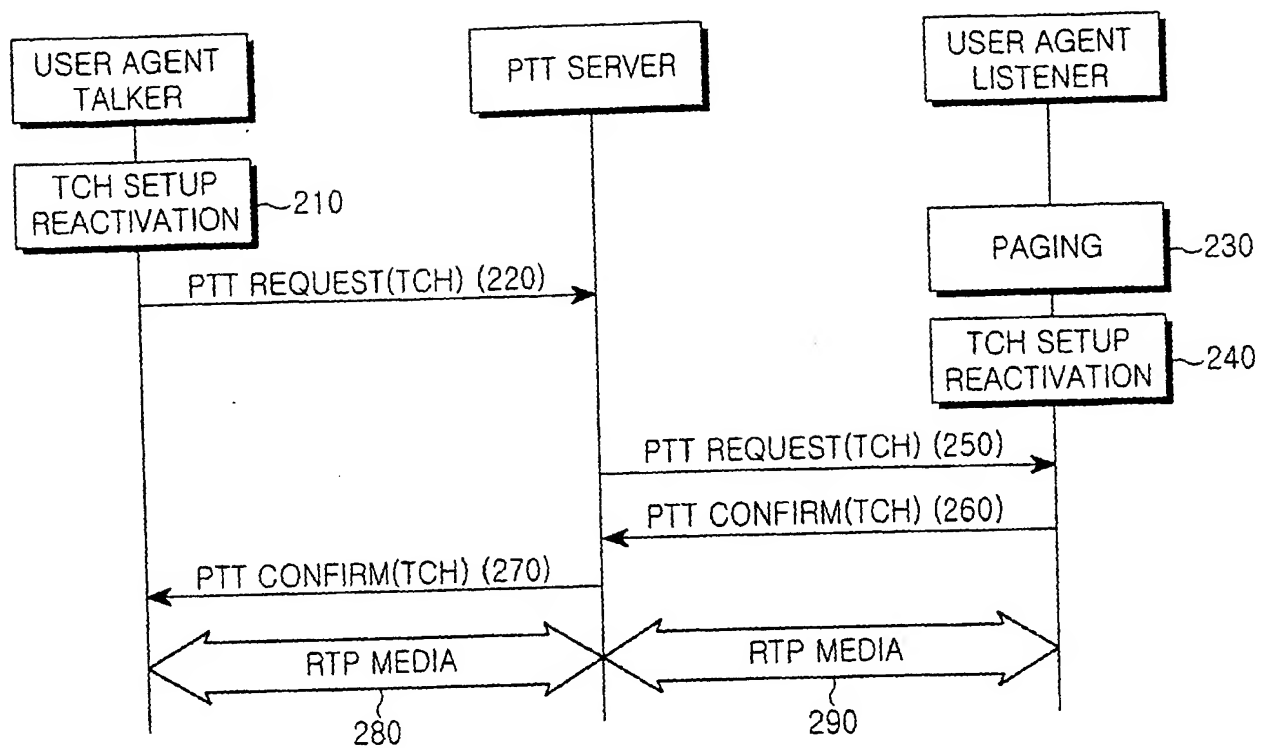 USER AGENT
TALKER
PTT SERVER
USER AGENT
LISTENER
TCH SETUP
REACTIVATION
210
PAGING
230
PTT REQUEST(TCH) (220)
TCH SETUP
REACTIVATION
240
PTT REQUEST(TCH) (250)
PTT CONFIRM(TCH) (260)
PTT CONFIRM(TCH) (270)
RTP MEDIA
RTP MEDIA
280
290